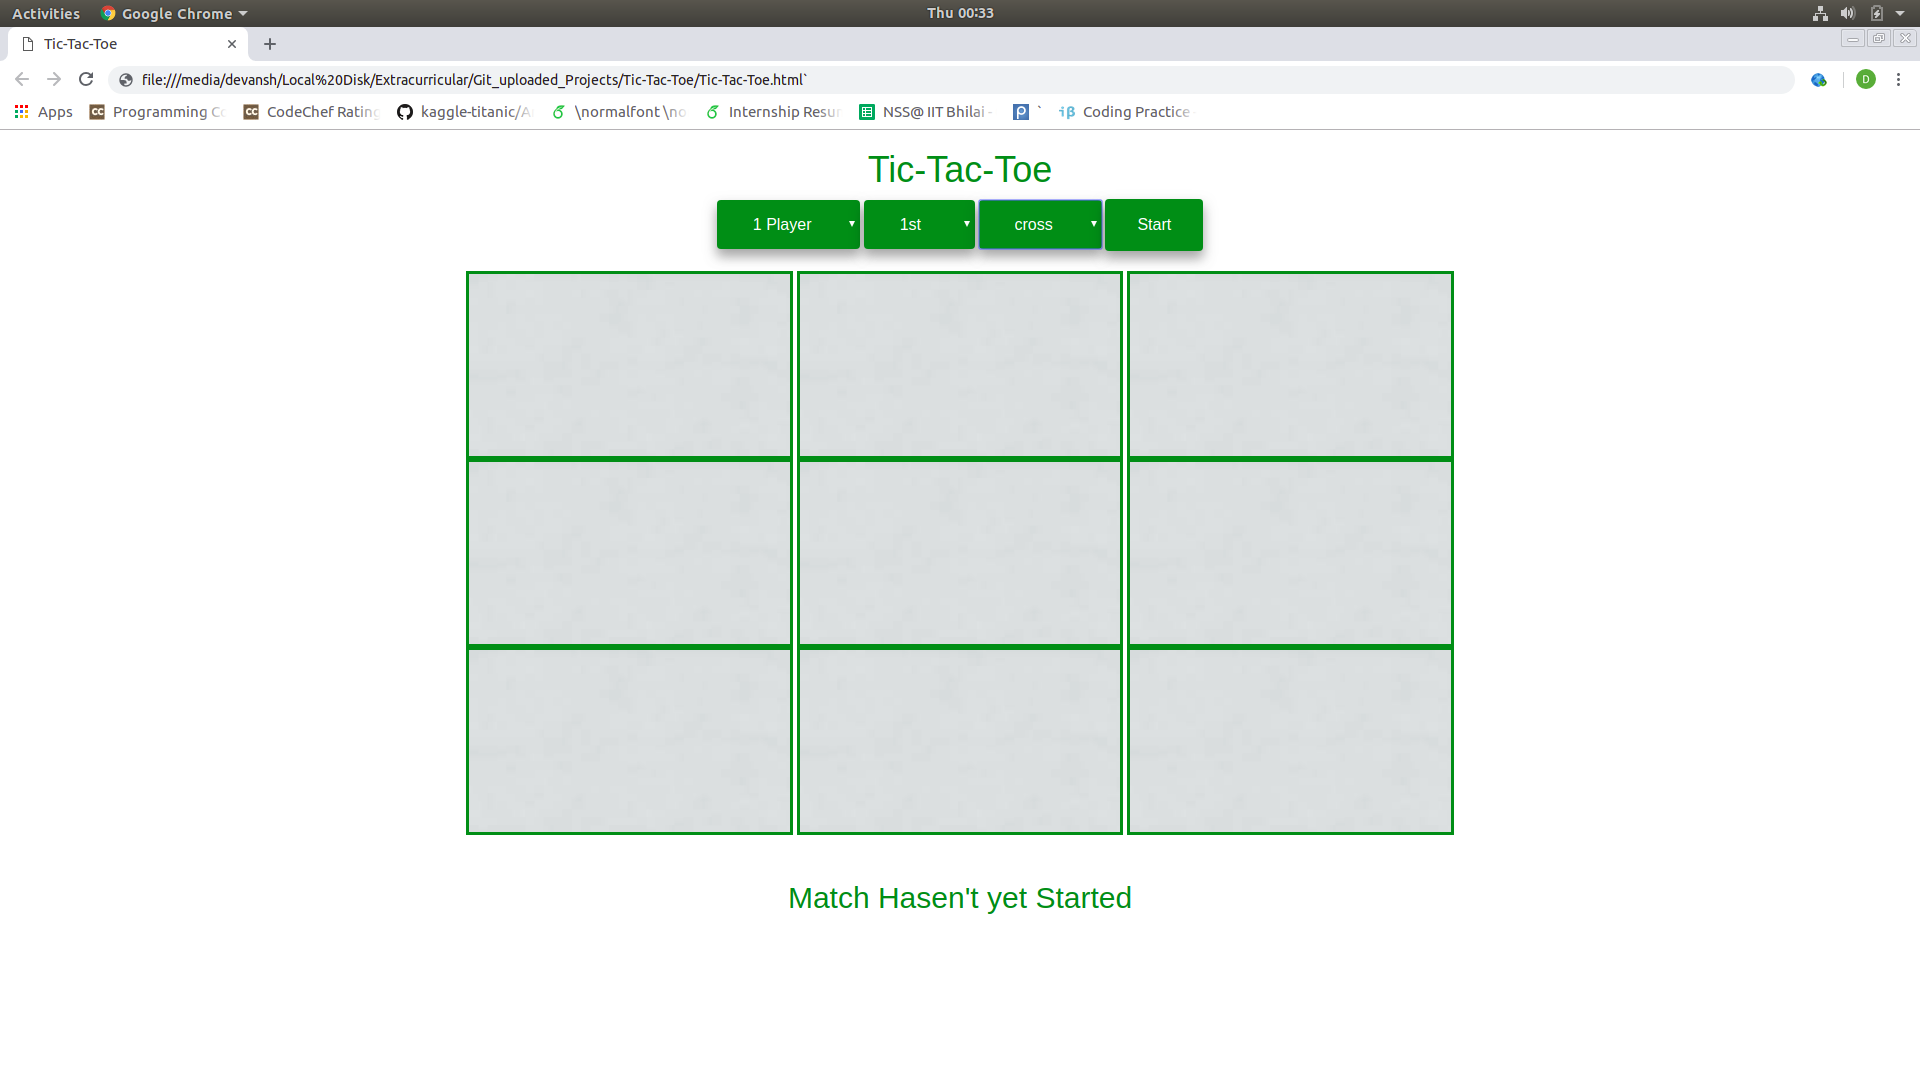 Activities Google Chrome Thu 00:33
Tic-Tac-Toe
file:///media/devansh/Local%20Disk/Extracurricular/Git_uploaded_Projects/Tic-Tac-Toe/Tic-Tac-Toe.html` D
Apps Programming CodeChef Rating kaggle-titanic/ \normalfont \no Internship Resu NSS@ IIT Bhilai - ` Coding Practice
Tic-Tac-Toe
1 Player 1st cross Start
Match Hasen't yet Started